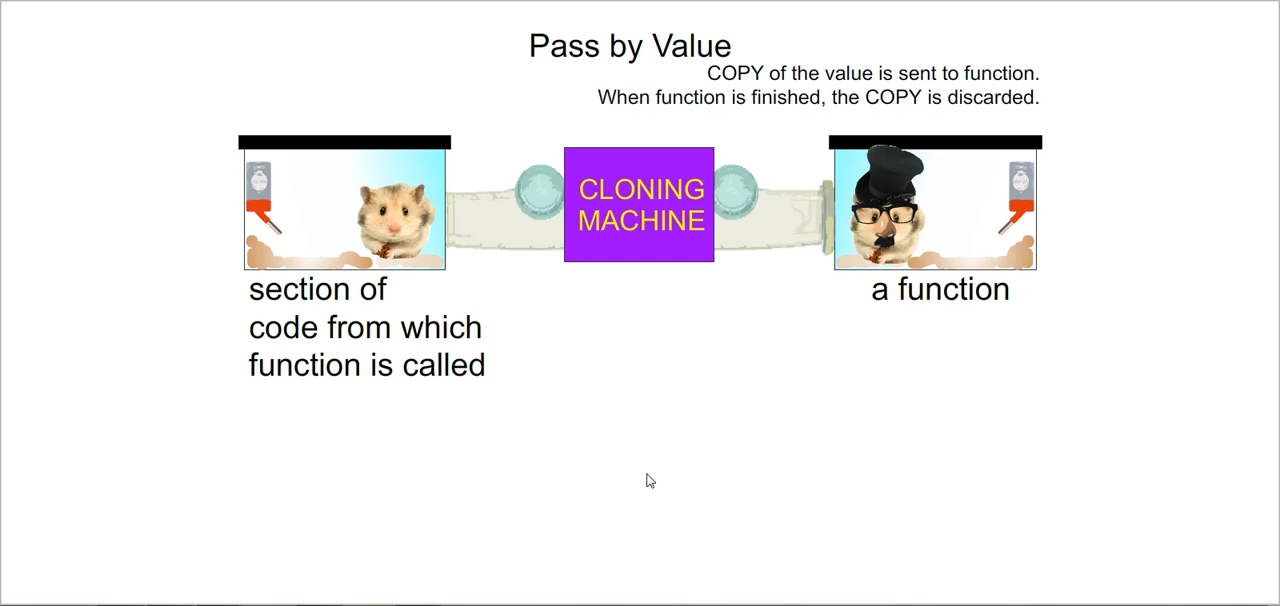 Pass by Value
COPY of the value is sent to function.
When function is finished, the COPY is discarded.
CLONING
MACHINE
section of
code from which
function is called
a function